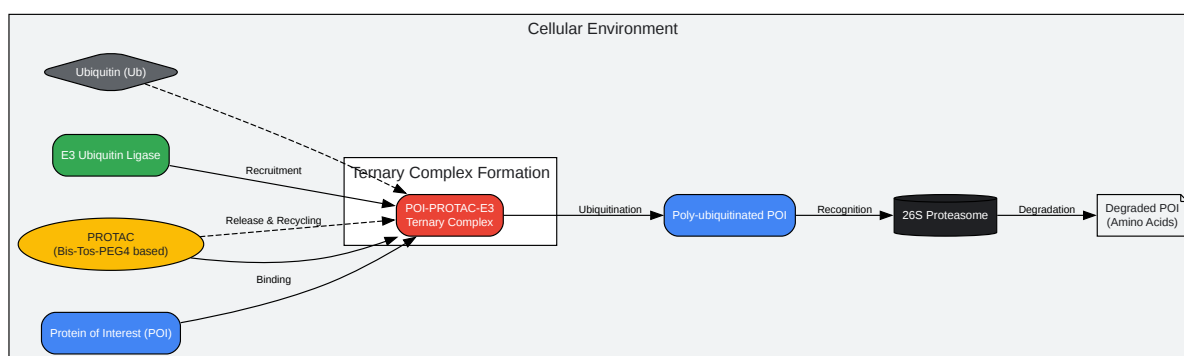 Cellular Environment
Ubiquitin (Ub)
E3 Ubiquitin Ligase
Recruitment
Ternary Complex Formation
POI-PROTAC-E3
Ternary Complex
Release & Recycling
PROTAC
(Bis-Tos-PEG4 based)
Binding
Protein of Interest (POI)
Ubiquitination
Poly-ubiquitinated POI
Recognition
26S Proteasome
Degradation
Degraded POI
(Amino Acids)